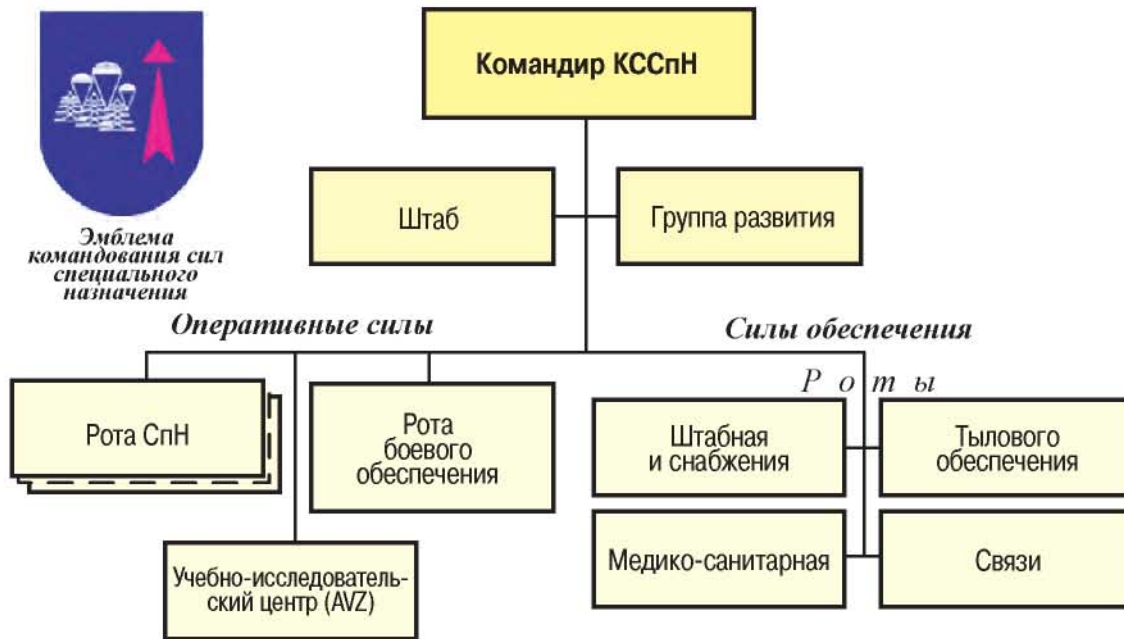 Командир КССпН
Штаб
Группа развития
Эмблема
командования сил
специального
назначения
Оперативные силы
Силы обеспечения
Роты
Рота СпН
Рота
боевого
обеспечения
Штабная
и снабжения
Тылового
обеспечения
Учебно-исследователь-
ский центр (AVZ)
Медико-санитарная
Связи